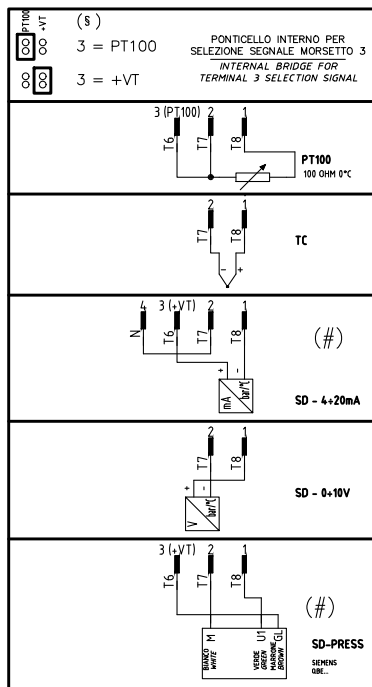 PT100
+VT
(§)
3 = PT100
3 = +VT
PONTICELLO INTERNO PER
SELEZIONE SEGNALE MORSETTO 3
INTERNAL BRIDGE FOR
TERMINAL 3 SELECTION SIGNAL
3 (PT100) 2 1
T6 T7 T8
PT100
100 OHM 0°C
2 1
T7 T8
- +
TC
4 3 (+VT) 2 1
N T6 T7 T8
(#)
+ -
mA bar/°C
SD - 4÷20mA
2 1
T7 T8
+ -
V bar/°C
SD - 0÷10V
3 (+VT) 2 1
T6 T7 T8
(#)
M U1 GL
BIANCO
WHITE
VERDE
GREEN
MARRONE
BROWN
SD-PRESS
SIEMENS
QBE...